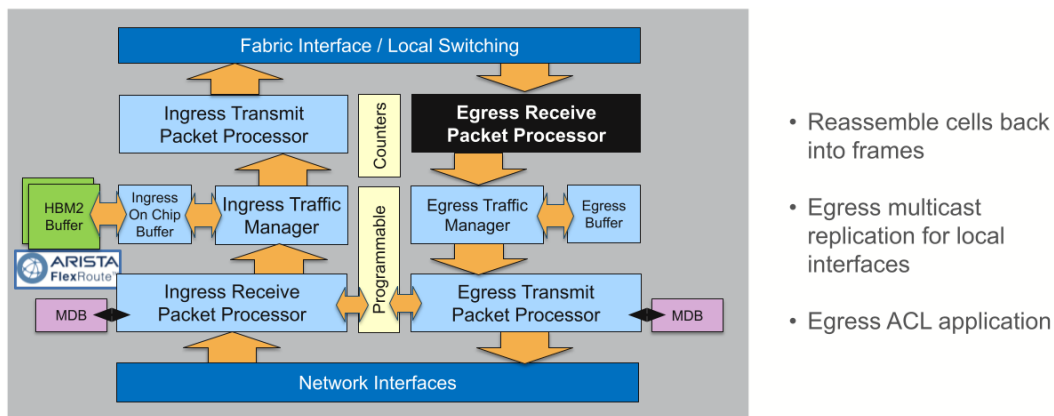 Fabric Interface / Local Switching
Ingress Transmit
Packet Processor
Counters
Egress Receive
Packet Processor
HBM2
Buffer
Ingress
On Chip
Buffer
Ingress Traffic
Manager
Egress Traffic
Manager
Egress
Buffer
ARISTA
FlexRoute™
Programmable
MDB
Ingress Receive
Packet Processor
Egress Transmit
Packet Processor
MDB
Network Interfaces
• Reassemble cells back
into frames
• Egress multicast
replication for local
interfaces
• Egress ACL application